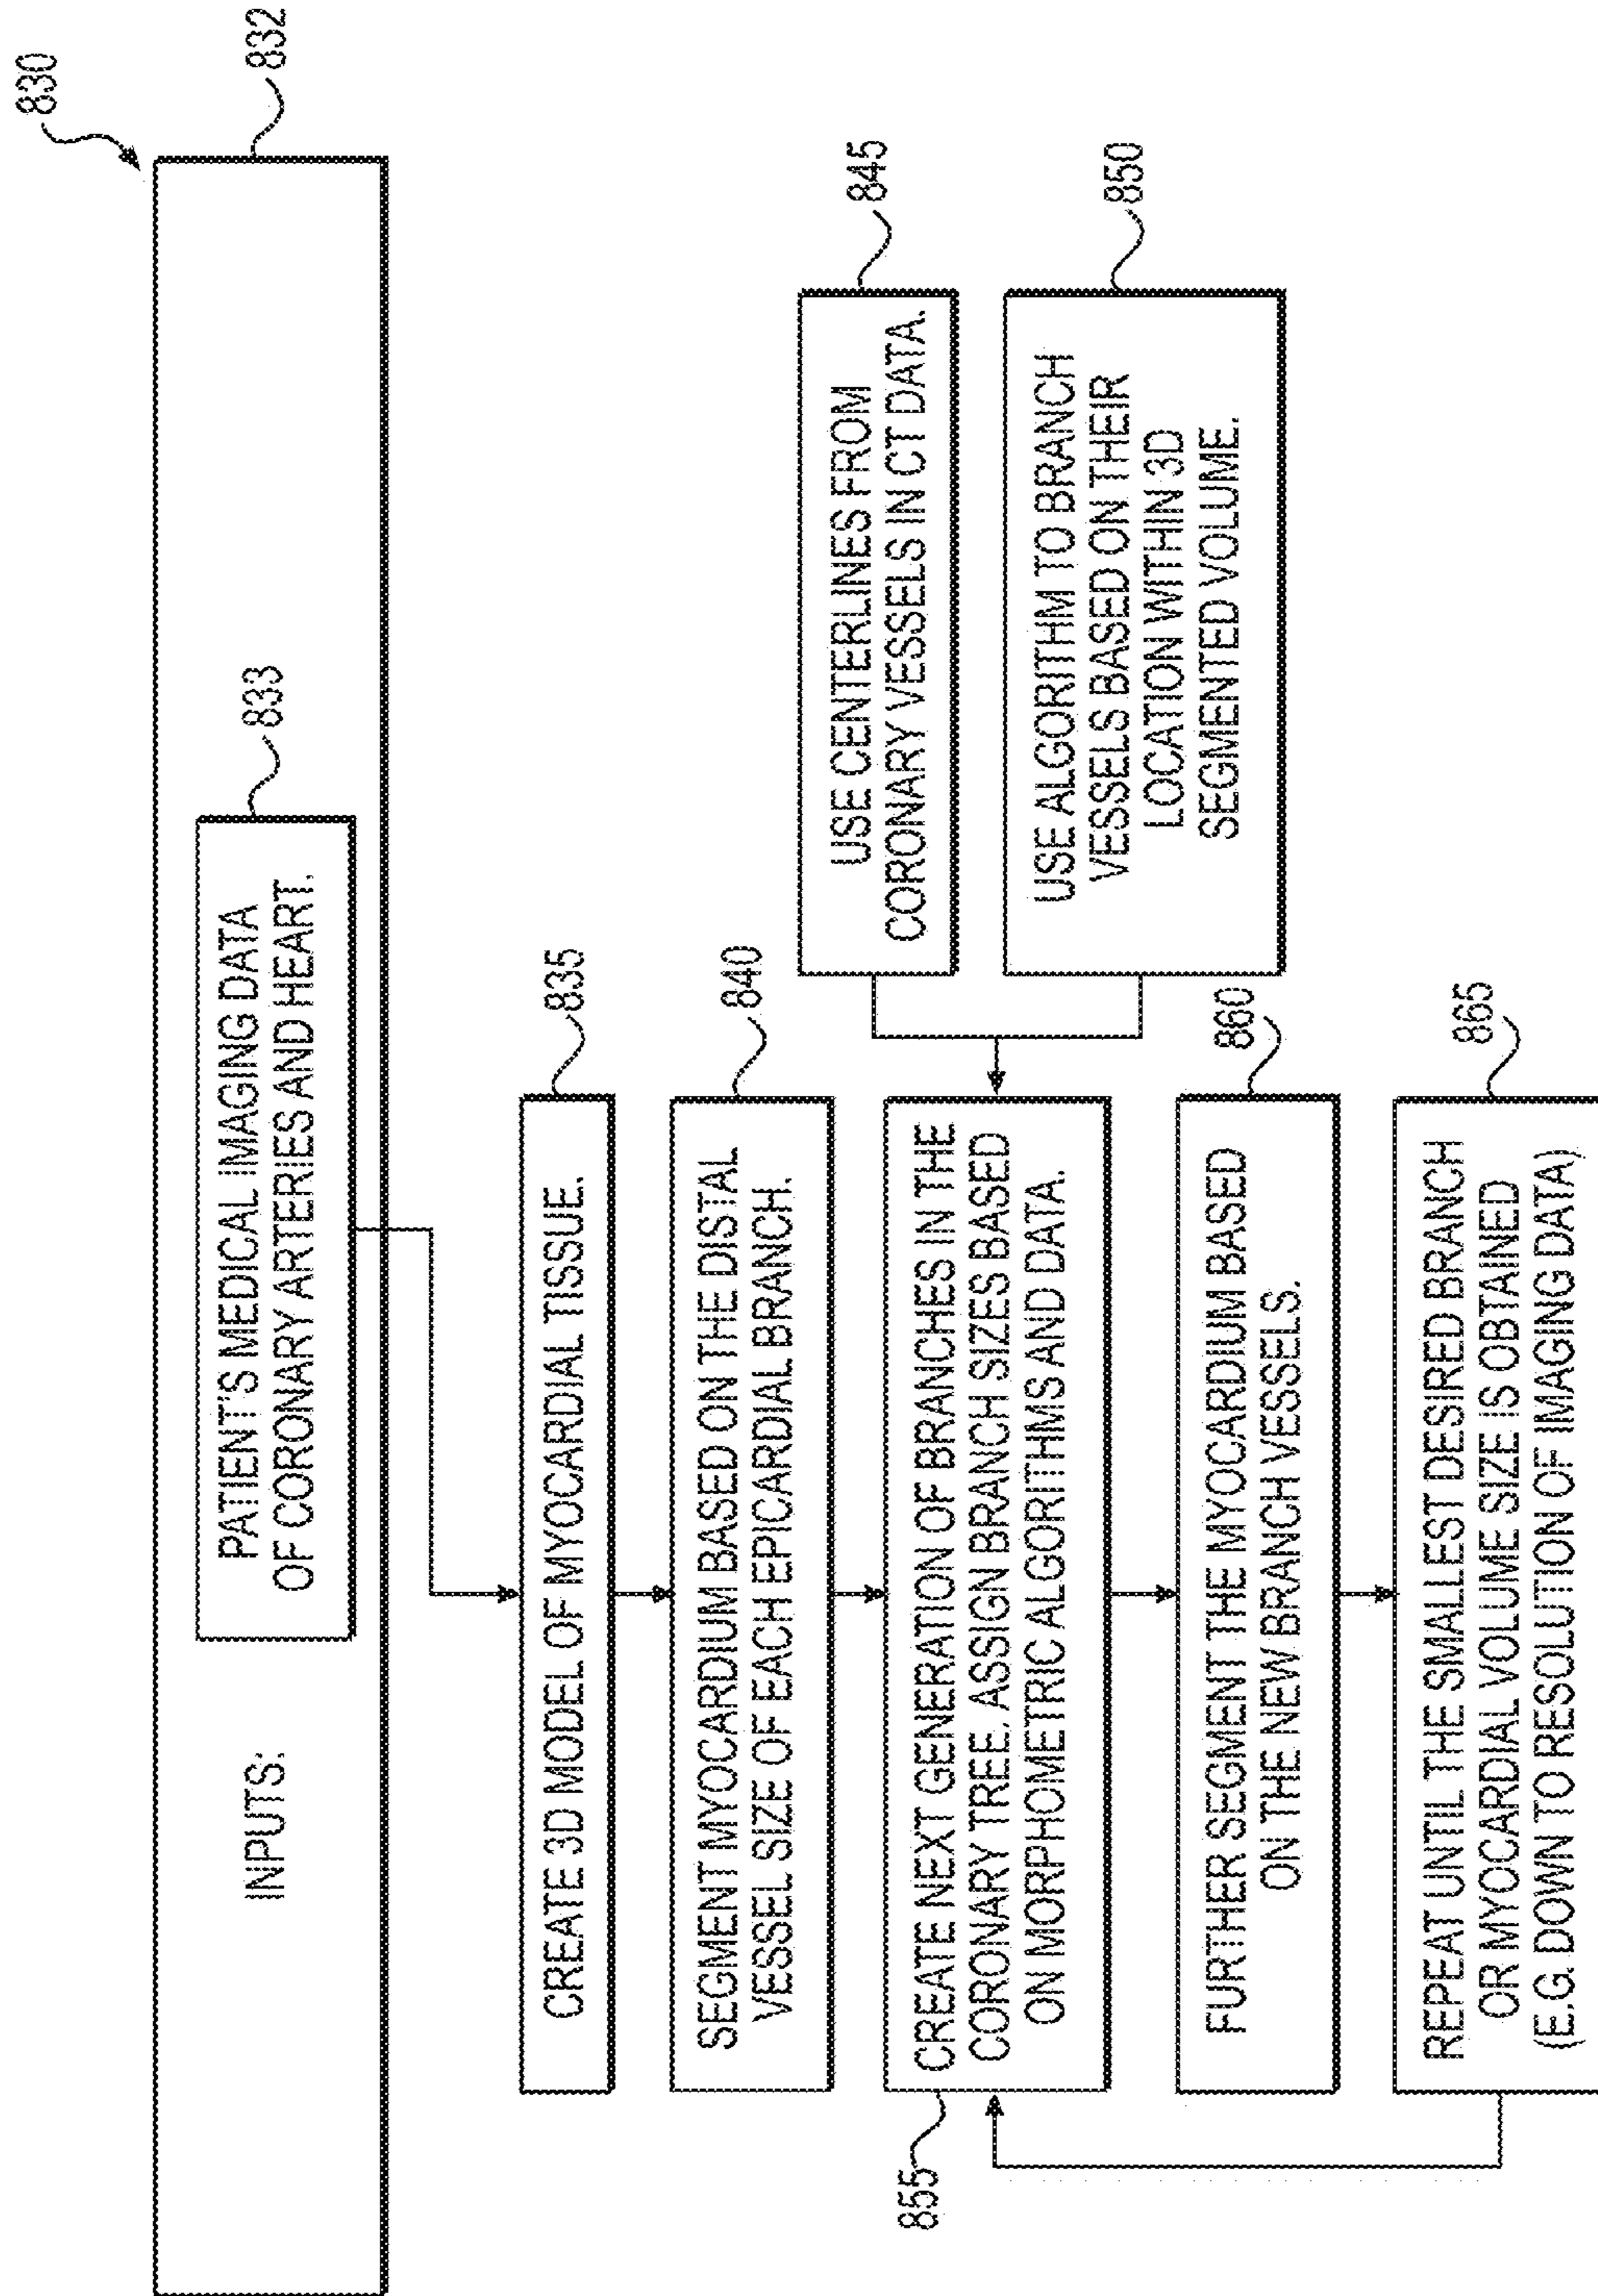 830
832
INPUTS:
833
PATIENT'S MEDICAL IMAGING DATA
OF CORONARY ARTERIES AND HEART.
835
CREATE 3D MODEL OF MYOCARDIAL TISSUE.
840
SEGMENT MYOCARDIUM BASED ON THE DISTAL
VESSEL SIZE OF EACH EPICARDIAL BRANCH.
845
USE CENTERLINES FROM
CORONARY VESSELS IN CT DATA.
850
USE ALGORITHM TO BRANCH
VESSELS BASED ON THEIR
LOCATION WITHIN 3D
SEGMENTED VOLUME.
855
CREATE NEXT GENERATION OF BRANCHES IN THE
CORONARY TREE. ASSIGN BRANCH SIZES BASED
ON MORPHOMETRIC ALGORITHMS AND DATA.
860
FURTHER SEGMENT THE MYOCARDIUM BASED
ON THE NEW BRANCH VESSELS.
865
REPEAT UNTIL THE SMALLEST DESIRED BRANCH
OR MYOCARDIAL VOLUME SIZE IS OBTAINED
(E.G. DOWN TO RESOLUTION OF IMAGING DATA)